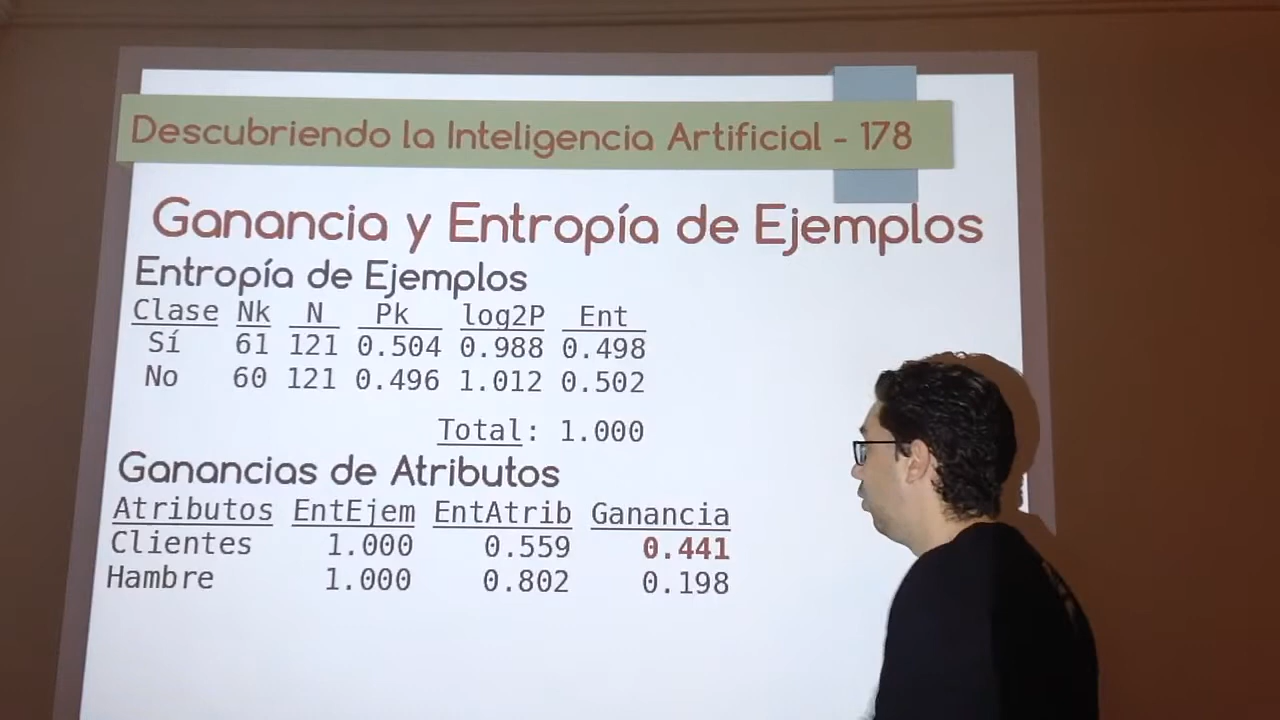 Descubriendo la Inteligencia Artificial - 178
Ganancia y Entropía de Ejemplos
Entropía de Ejemplos
Clase Nk N Pk log2P Ent
Sí 61 121 0.504 0.988 0.498
No 60 121 0.496 1.012 0.502
Total: 1.000
Ganancias de Atributos
Atributos EntEjem EntAtrib Ganancia
Clientes 1.000 0.559 0.441
Hambre 1.000 0.802 0.198